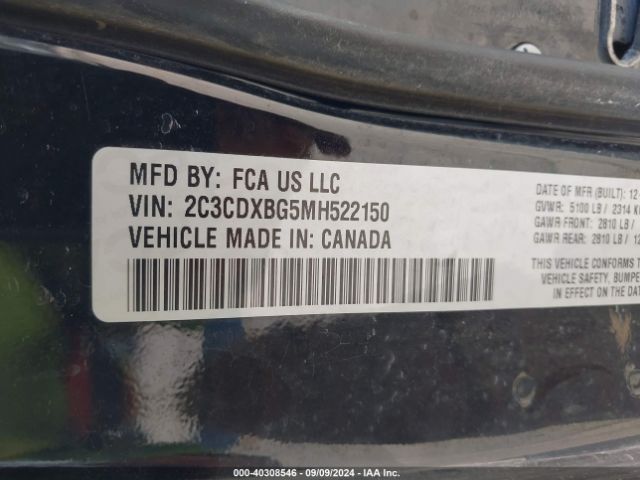 MFD BY: FCA US LLC
VIN: 2C3CDXBG5MH522150
VEHICLE MADE IN: CANADA
DATE OF MFR (BUILT): 12-
GVWR: 5100 LB / 2314 K
GAWR FRONT: 2810 LB /
GAWR REAR: 2810 LB / 12
THIS VEHICLE CONFORMS T
VEHICLE SAFETY, BUMPE
IN EFFECT ON THE DAT
000-40308546 - 09/09/2024 - IAA Inc.